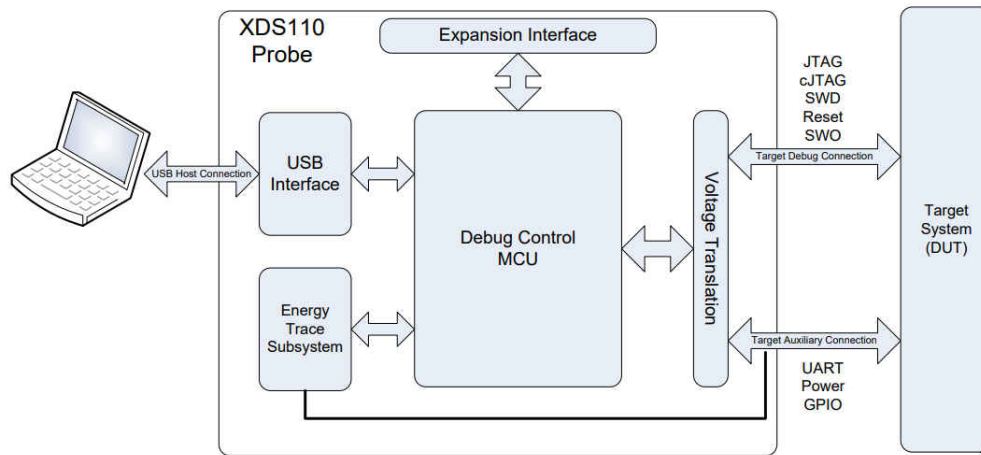 XDS110
Probe
Expansion Interface
JTAG
cJTAG
SWD
Reset
SWO
USB Host Connection
USB
Interface
Target Debug Connection
Debug Control
MCU
Voltage Translation
Target
System
(DUT)
Energy
Trace
Subsystem
Target Auxiliary Connection
UART
Power
GPIO